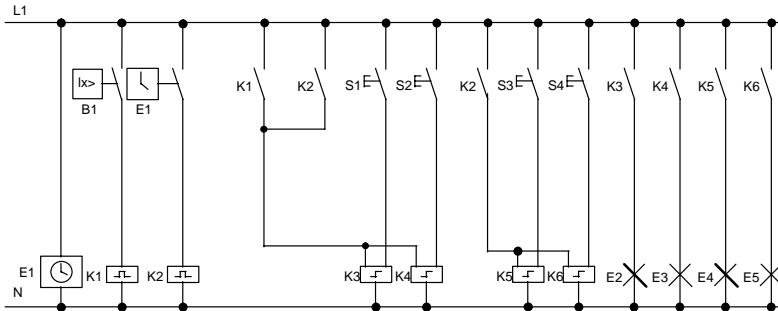 L1
lx> B1 E1 K1 K2 S1 S2 K2 S3 S4 K3 K4 K5 K6
E1 K1 K2 K3 K4 K5 K6 E2 E3 E4 E5
N